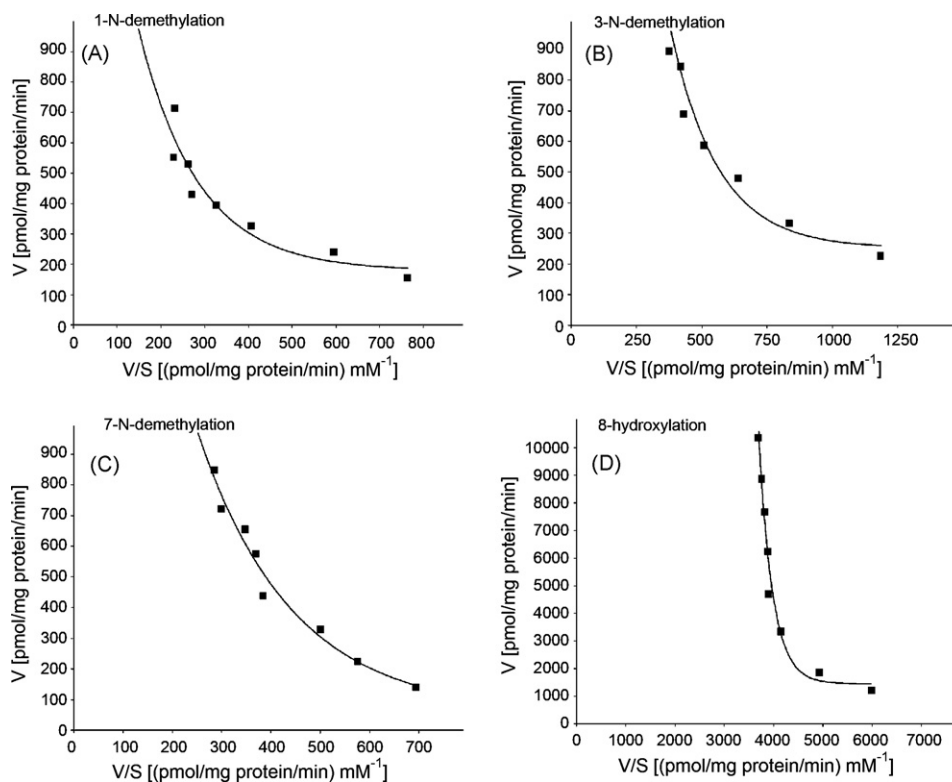 1-N-demethylation
(A)
900
800
700
600
500
400
300
200
100
0
V [pmol/mg protein/min]
0 100 200 300 400 500 600 700 800
V/S [(pmol/mg protein/min) mM⁻¹]
3-N-demethylation
(B)
900
800
700
600
500
400
300
200
100
0
V [pmol/mg protein/min]
0 250 500 750 1000 1250
V/S [(pmol/mg protein/min) mM⁻¹]
7-N-demethylation
(C)
900
800
700
600
500
400
300
200
100
0
V [pmol/mg protein/min]
0 100 200 300 400 500 600 700
V/S [(pmol/mg protein/min) mM⁻¹]
8-hydroxylation
(D)
10000
9000
8000
7000
6000
5000
4000
3000
2000
1000
0
V [pmol/mg protein/min]
0 1000 2000 3000 4000 5000 6000 7000
V/S [(pmol/mg protein/min) mM⁻¹]